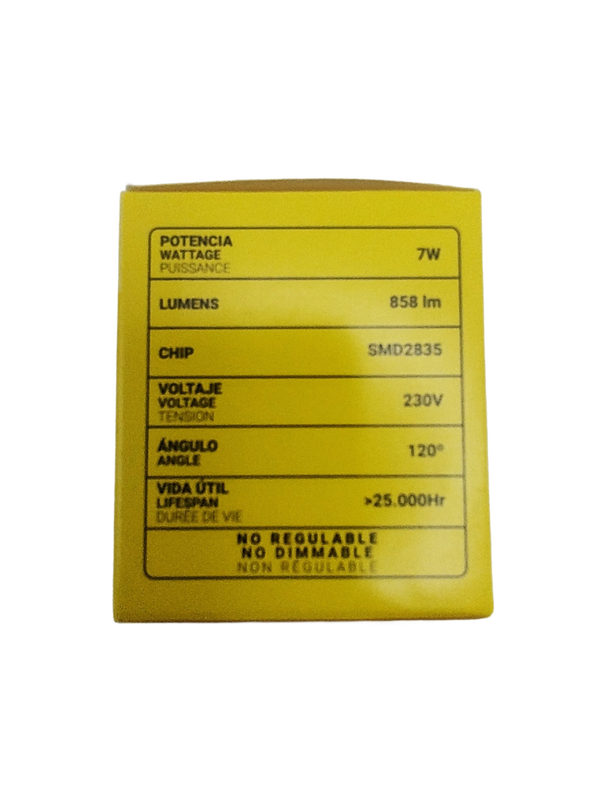 POTENCIA
WATTAGE 7W
PUISSANCE
LUMENS 858 lm
CHIP SMD2835
VOLTAJE
VOLTAGE 230V
TENSION
ÁNGULO 120º
ANGLE
VIDA ÚTIL
LIFESPAN >25.000Hr
DURÉE DE VIE
NO REGULABLE
NO DIMMABLE
NON RÉGULABLE